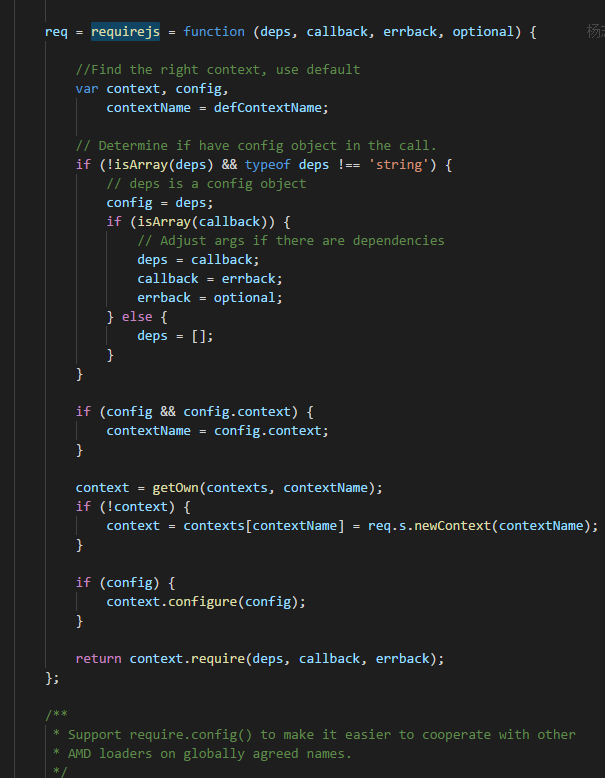 req = requirejs = function (deps, callback, errback, optional) {
杨
//Find the right context, use default
var context, config,
contextName = defContextName;
// Determine if have config object in the call.
if (!isArray(deps) && typeof deps !== 'string') {
// deps is a config object
config = deps;
if (isArray(callback)) {
// Adjust args if there are dependencies
deps = callback;
callback = errback;
errback = optional;
} else {
deps = [];
}
}
if (config && config.context) {
contextName = config.context;
}
context = getOwn(contexts, contextName);
if (!context) {
context = contexts[contextName] = req.s.newContext(contextName);
}
if (config) {
context.configure(config);
}
return context.require(deps, callback, errback);
};
/**
* Support require.config() to make it easier to cooperate with other
* AMD loaders on globally agreed names.
*/